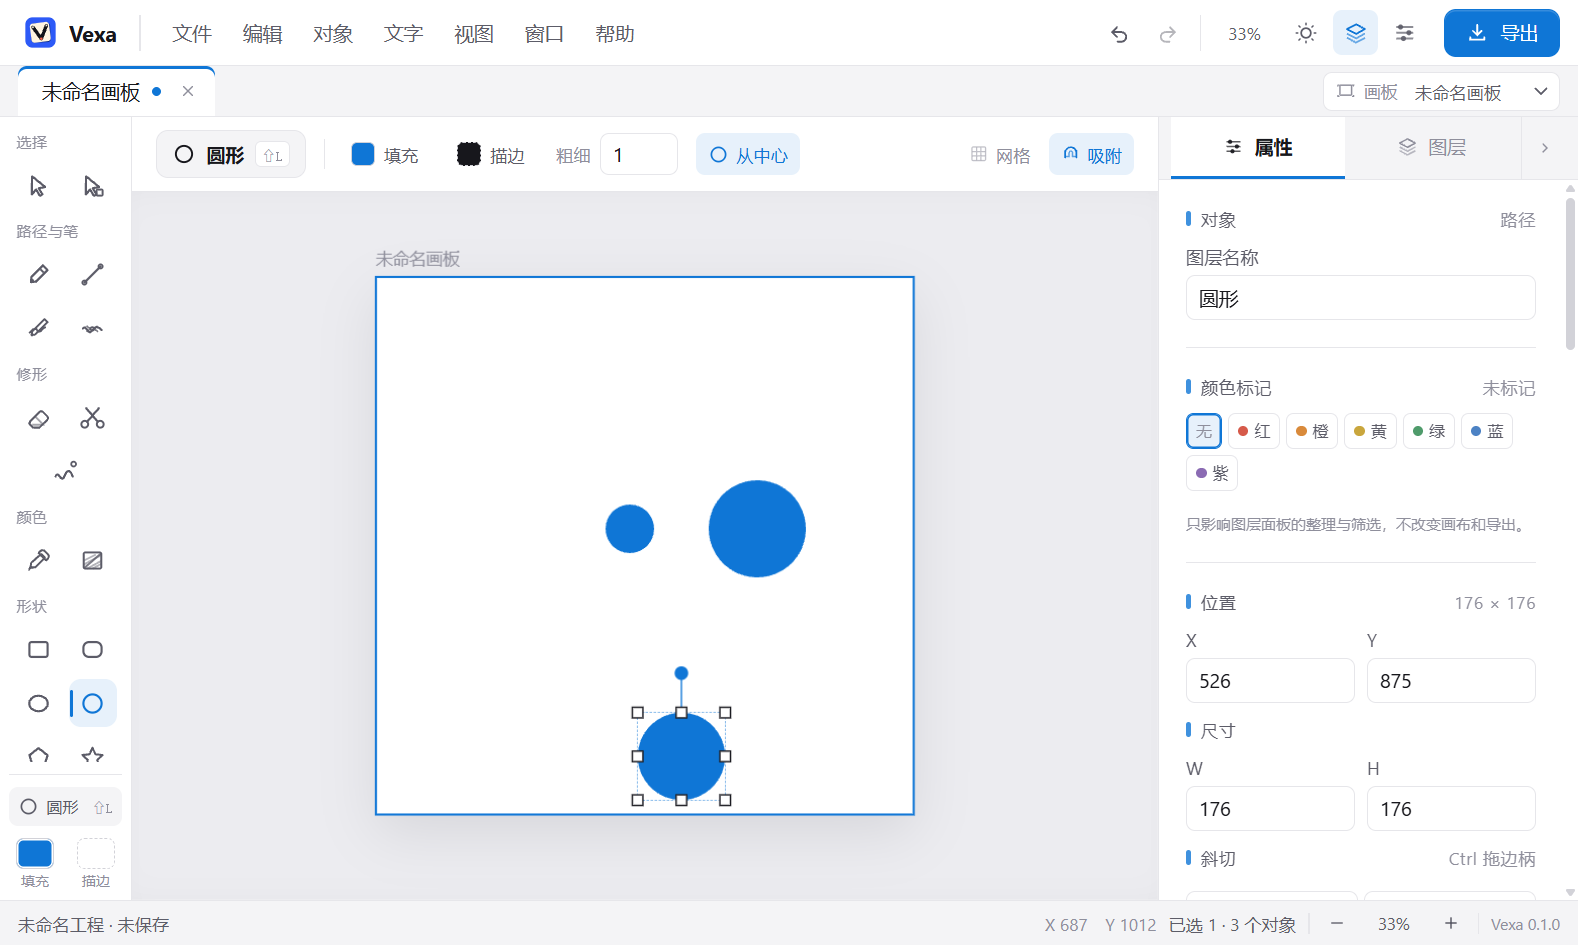 Vexa 文件 编辑 对象 文字 视图 窗口 帮助 33% 导出
未命名画板 画板 未命名画板
圆形 ⇧L 填充 描边 粗细 1 从中心 网格 吸附
选择
路径与笔
修形
颜色
形状
圆形 ⇧L
填充 描边
未命名画板
属性 图层
对象 路径
图层名称
圆形
颜色标记 未标记
无 红 橙 黄 绿 蓝
紫
只影响图层面板的整理与筛选，不改变画布和导出。
位置 176 × 176
X Y
526 875
尺寸
W H
176 176
斜切 Ctrl 拖边柄
未命名工程 · 未保存 X 687 Y 1012 已选 1 · 3 个对象 − 33% + Vexa 0.1.0